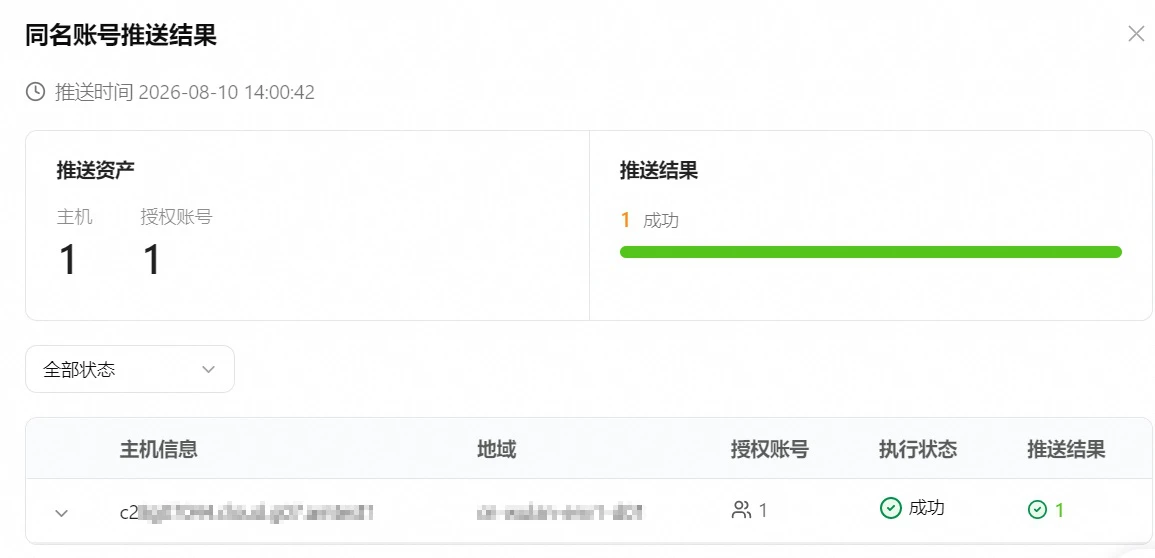 同名账号推送结果
推送时间 2026-08-10 14:00:42
推送资产
主机 授权账号
1 1
推送结果
1 成功
全部状态
主机信息 地域 授权账号 执行状态 推送结果
c2 1 成功 1